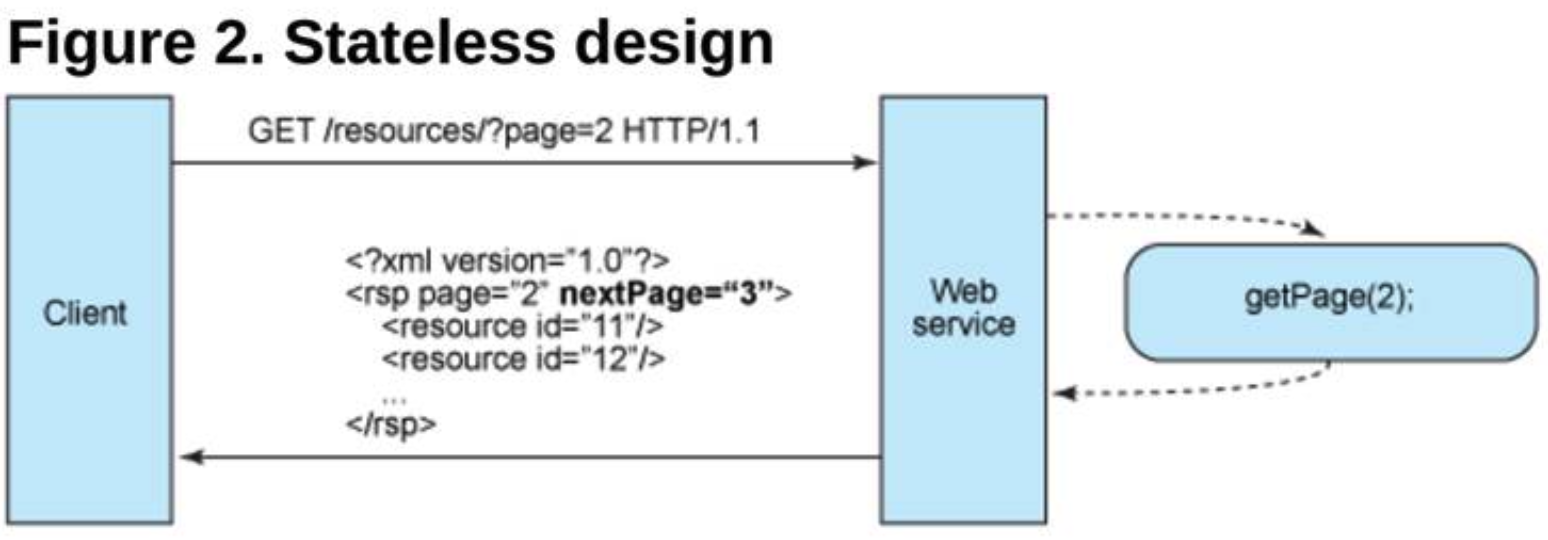 Figure 2. Stateless design
GET /resources/?page=2 HTTP/1.1
Client
<?xml version="1.0"?>
<rsp page="2" nextPage="3">
<resource id="11"/>
<resource id="12"/>
...
</rsp>
Web
service
getPage(2);